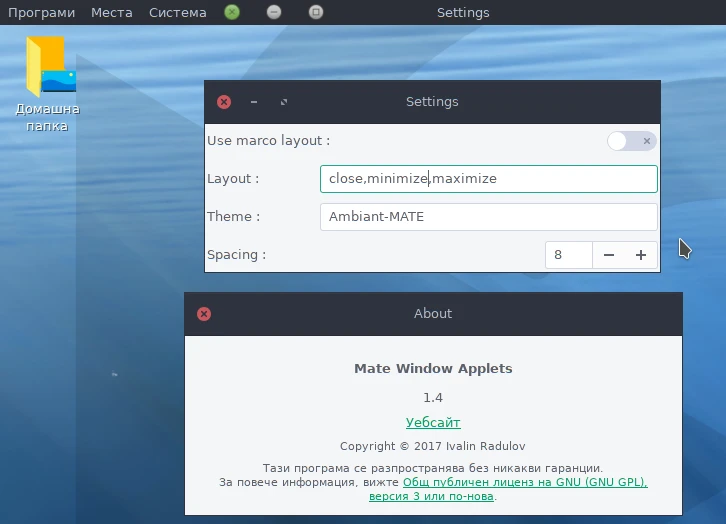 Програми Места Система Settings
Домашна
папка
Settings
Use marco layout :
Layout : close,minimize,maximize
Theme : Ambiant-MATE
Spacing : 8
About
Mate Window Applets
1.4
Уебсайт
Copyright © 2017 Ivalin Radulov
Тази програма се разпространява без никакви гаранции.
За повече информация, вижте Общ публичен лиценз на GNU (GNU GPL),
версия 3 или по-нова.